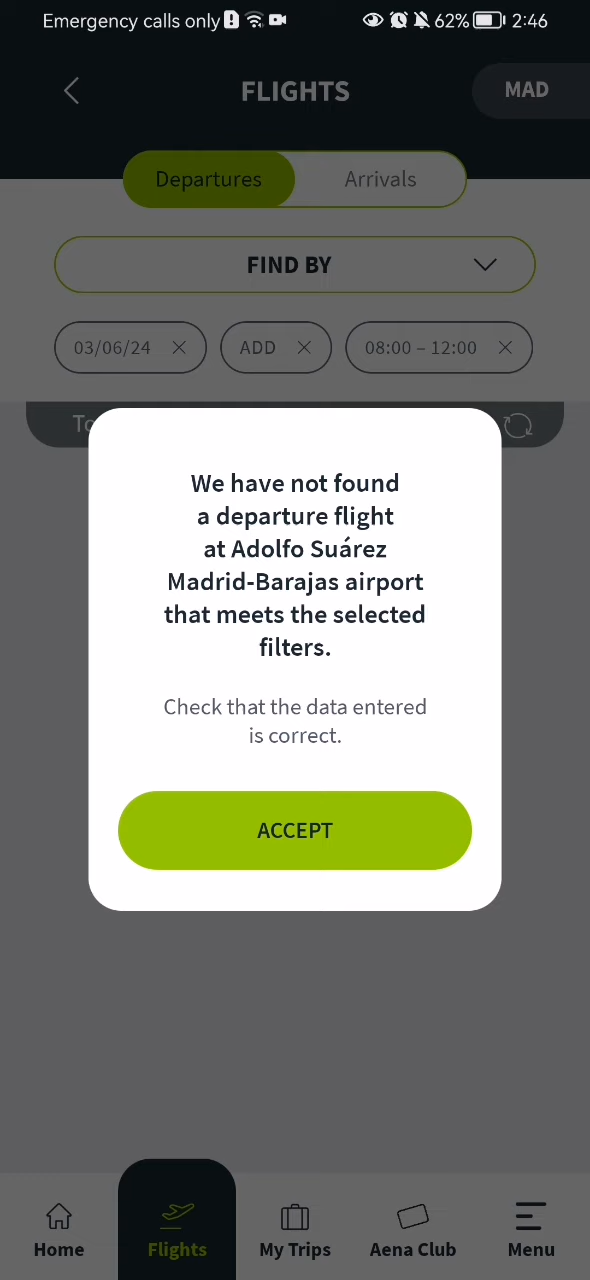 Emergency calls only 62% 2:46
FLIGHTS MAD
Departures Arrivals
FIND BY
03/06/24 ADD 08:00 – 12:00
We have not found
a departure flight
at Adolfo Suárez
Madrid-Barajas airport
that meets the selected
filters.
Check that the data entered
is correct.
ACCEPT
Home Flights My Trips Aena Club Menu